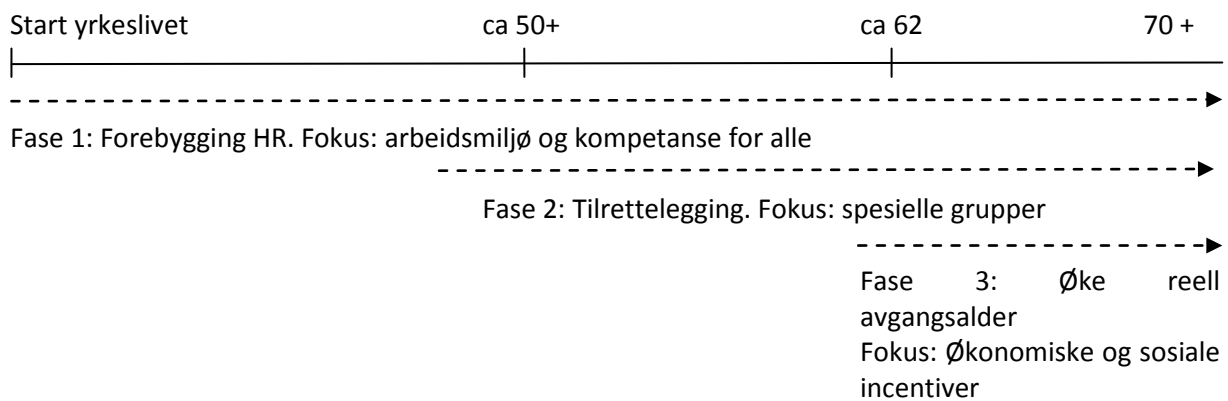 Start yrkeslivet ca 50+ ca 62 70 +
Fase 1: Forebygging HR. Fokus: arbeidsmiljø og kompetanse for alle
Fase 2: Tilrettelegging. Fokus: spesielle grupper
Fase 3: Øke reell
avgangsalder
Fokus: Økonomiske og sosiale
incentiver